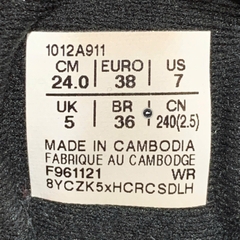 1012A911
CM EURO US
24.0 38 7
UK BR CN
5 36 240(2.5)
MADE IN CAMBODIA
FABRIQUE AU CAMBODGE
F961121 WR
8YCZK5xHCRCSDLH